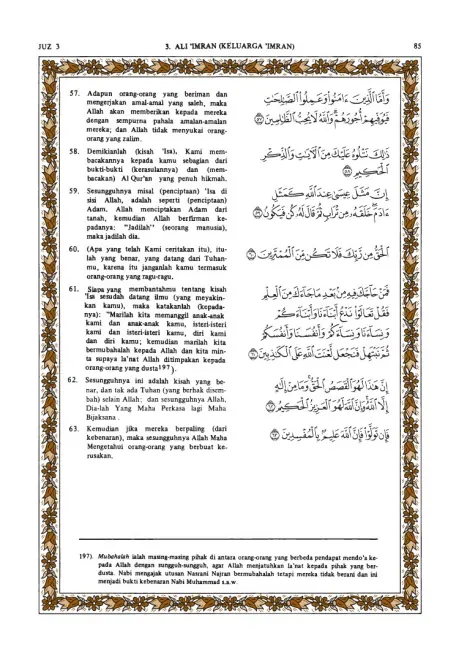 JUZ 3
3. ALI 'IMRAN (KELUARGA 'IMRAN)
85
57. Adapun orang-orang yang beriman dan
mengerjakan amal-amal yang saleh, maka
Allah akan memberikan kepada mereka
dengan sempurna pahala amalan-amalan
mereka; dan Allah tidak menyukai orang-
orang yang zalim.
58. Demikianlah (kisah 'Isa), Kami mem-
bacakannya kepada kamu sebagian dari
bukti-bukti (kerasulannya) dan (mem-
bacakan) Al Qur'an yang penuh hikmah.
59. Sesungguhnya misal (penciptaan) 'Isa di
sisi Allah, adalah seperti (penciptaan)
Adam. Allah menciptakan Adam dari
tanah, kemudian Allah berfirman ke-
padanya: "Jadilah" (seorang manusia),
maka jadilah dia.
60. (Apa yang telah Kami ceritakan itu), itu-
lah yang benar, yang datang dari Tuhan-
mu, karena itu janganlah kamu termasuk
orang-orang yang ragu-ragu.
61. Siapa yang membantahmu tentang kisah
'Isa sesudah datang ilmu (yang meyakin-
kan kamu), maka katakanlah (kepada-
nya): "Marilah kita memanggil anak-anak
kami dan anak-anak kamu, isteri-isteri
kami dan isteri-isteri kamu, diri kami
dan diri kamu; kemudian marilah kita
bermubahalah kepada Allah dan kita min-
ta supaya la'nat Allah ditimpakan kepada
orang-orang yang dusta197).
62. Sesungguhnya ini adalah kisah yang be-
nar, dan tak ada Tuhan (yang berhak disem-
bah) selain Allah; dan sesungguhnya Allah,
Dia-lah Yang Maha Perkasa lagi Maha
Bijaksana .
63. Kemudian jika mereka berpaling (dari
kebenaran), maka sesungguhnya Allah Maha
Mengetahui orang-orang yang berbuat ke-
rusakan.
وَأَمَّا الَّذِينَ ءَامَنُوا وَعَمِلُوا الصَّٰلِحَٰتِ
فَيُوَفِّيهِمْ أُجُورَهُمْ وَاللَّهُ لَا يُحِبُّ الظَّٰلِمِينَ ٥٧
ذَٰلِكَ نَتْلُوهُ عَلَيْكَ مِنَ الْءَايَٰتِ وَالذِّكْرِ
الْحَكِيمِ ٥٨
إِنَّ مَثَلَ عِيسَىٰ عِندَ اللَّهِ كَمَثَلِ
ءَادَمَ خَلَقَهُ مِن تُرَابٍ ثُمَّ قَالَ لَهُ كُن فَيَكُونُ ٥٩
الْحَقُّ مِن رَّبِّكَ فَلَا تَكُن مِّنَ الْمُمْتَرِينَ ٦٠
فَمَنْ حَاجَّكَ فِيهِ مِن بَعْدِ مَا جَاءَكَ مِنَ الْعِلْمِ
فَقُلْ تَعَالَوْا نَدْعُ أَبْنَاءَنَا وَأَبْنَاءَكُمْ
وَنِسَاءَنَا وَنِسَاءَكُمْ وَأَنفُسَنَا وَأَنفُسَكُمْ
ثُمَّ نَبْتَهِلْ فَنَجْعَل لَّعْنَتَ اللَّهِ عَلَى الْكَٰذِبِينَ ٦١
إِنَّ هَٰذَا لَهُوَ الْقَصَصُ الْحَقُّ وَمَا مِنْ إِلَٰهٍ
إِلَّا اللَّهُ وَإِنَّ اللَّهَ لَهُوَ الْعَزِيزُ الْحَكِيمُ ٦٢
فَإِن تَوَلَّوْا فَإِنَّ اللَّهَ عَلِيمٌ بِالْمُفْسِدِينَ ٦٣
197). Mubahalah ialah masing-masing pihak di antara orang-orang yang berbeda pendapat mendo'a ke-
pada Allah dengan sungguh-sungguh, agar Allah menjatuhkan la'nat kepada pihak yang ber-
dusta. Nabi mengajak utusan Nasrani Najran bermubahalah tetapi mereka tidak berani dan ini
menjadi bukti kebenaran Nabi Muhammad s.a.w.